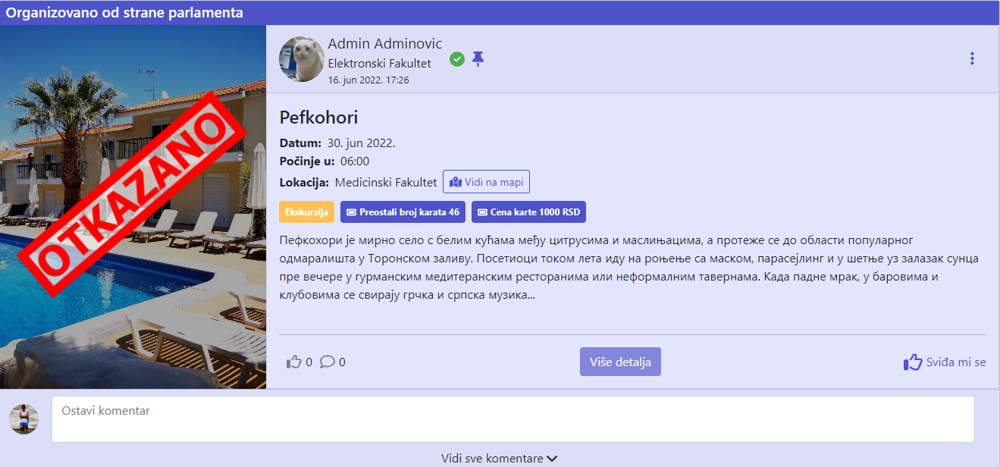 Organizovano od strane parlamenta
OTKAZANO
Admin Adminovic
Elektronski Fakultet
16. jun 2022. 17:26
Pefkohori
Datum: 30. jun 2022.
Počinje u: 06:00
Lokacija: Medicinski Fakultet Vidi na mapi
Ekskurzija Preostali broj karata 46 Cena karte 1000 RSD
Пефкохори је мирно село с белим кућама међу цитрусима и маслињацима, а протеже се до области популарног
одмаралишта у Торонском заливу. Посетиоци током лета иду на роњење са маском, парасејлинг и у шетње уз залазак сунца
пре вечере у гурманским медитеранским ресторанима или неформалним тавернама. Када падне мрак, у баровима и
клубовима се свирају грчка и српска музика...
0 0 Više detalja Sviđa mi se
Ostavi komentar
Vidi sve komentare